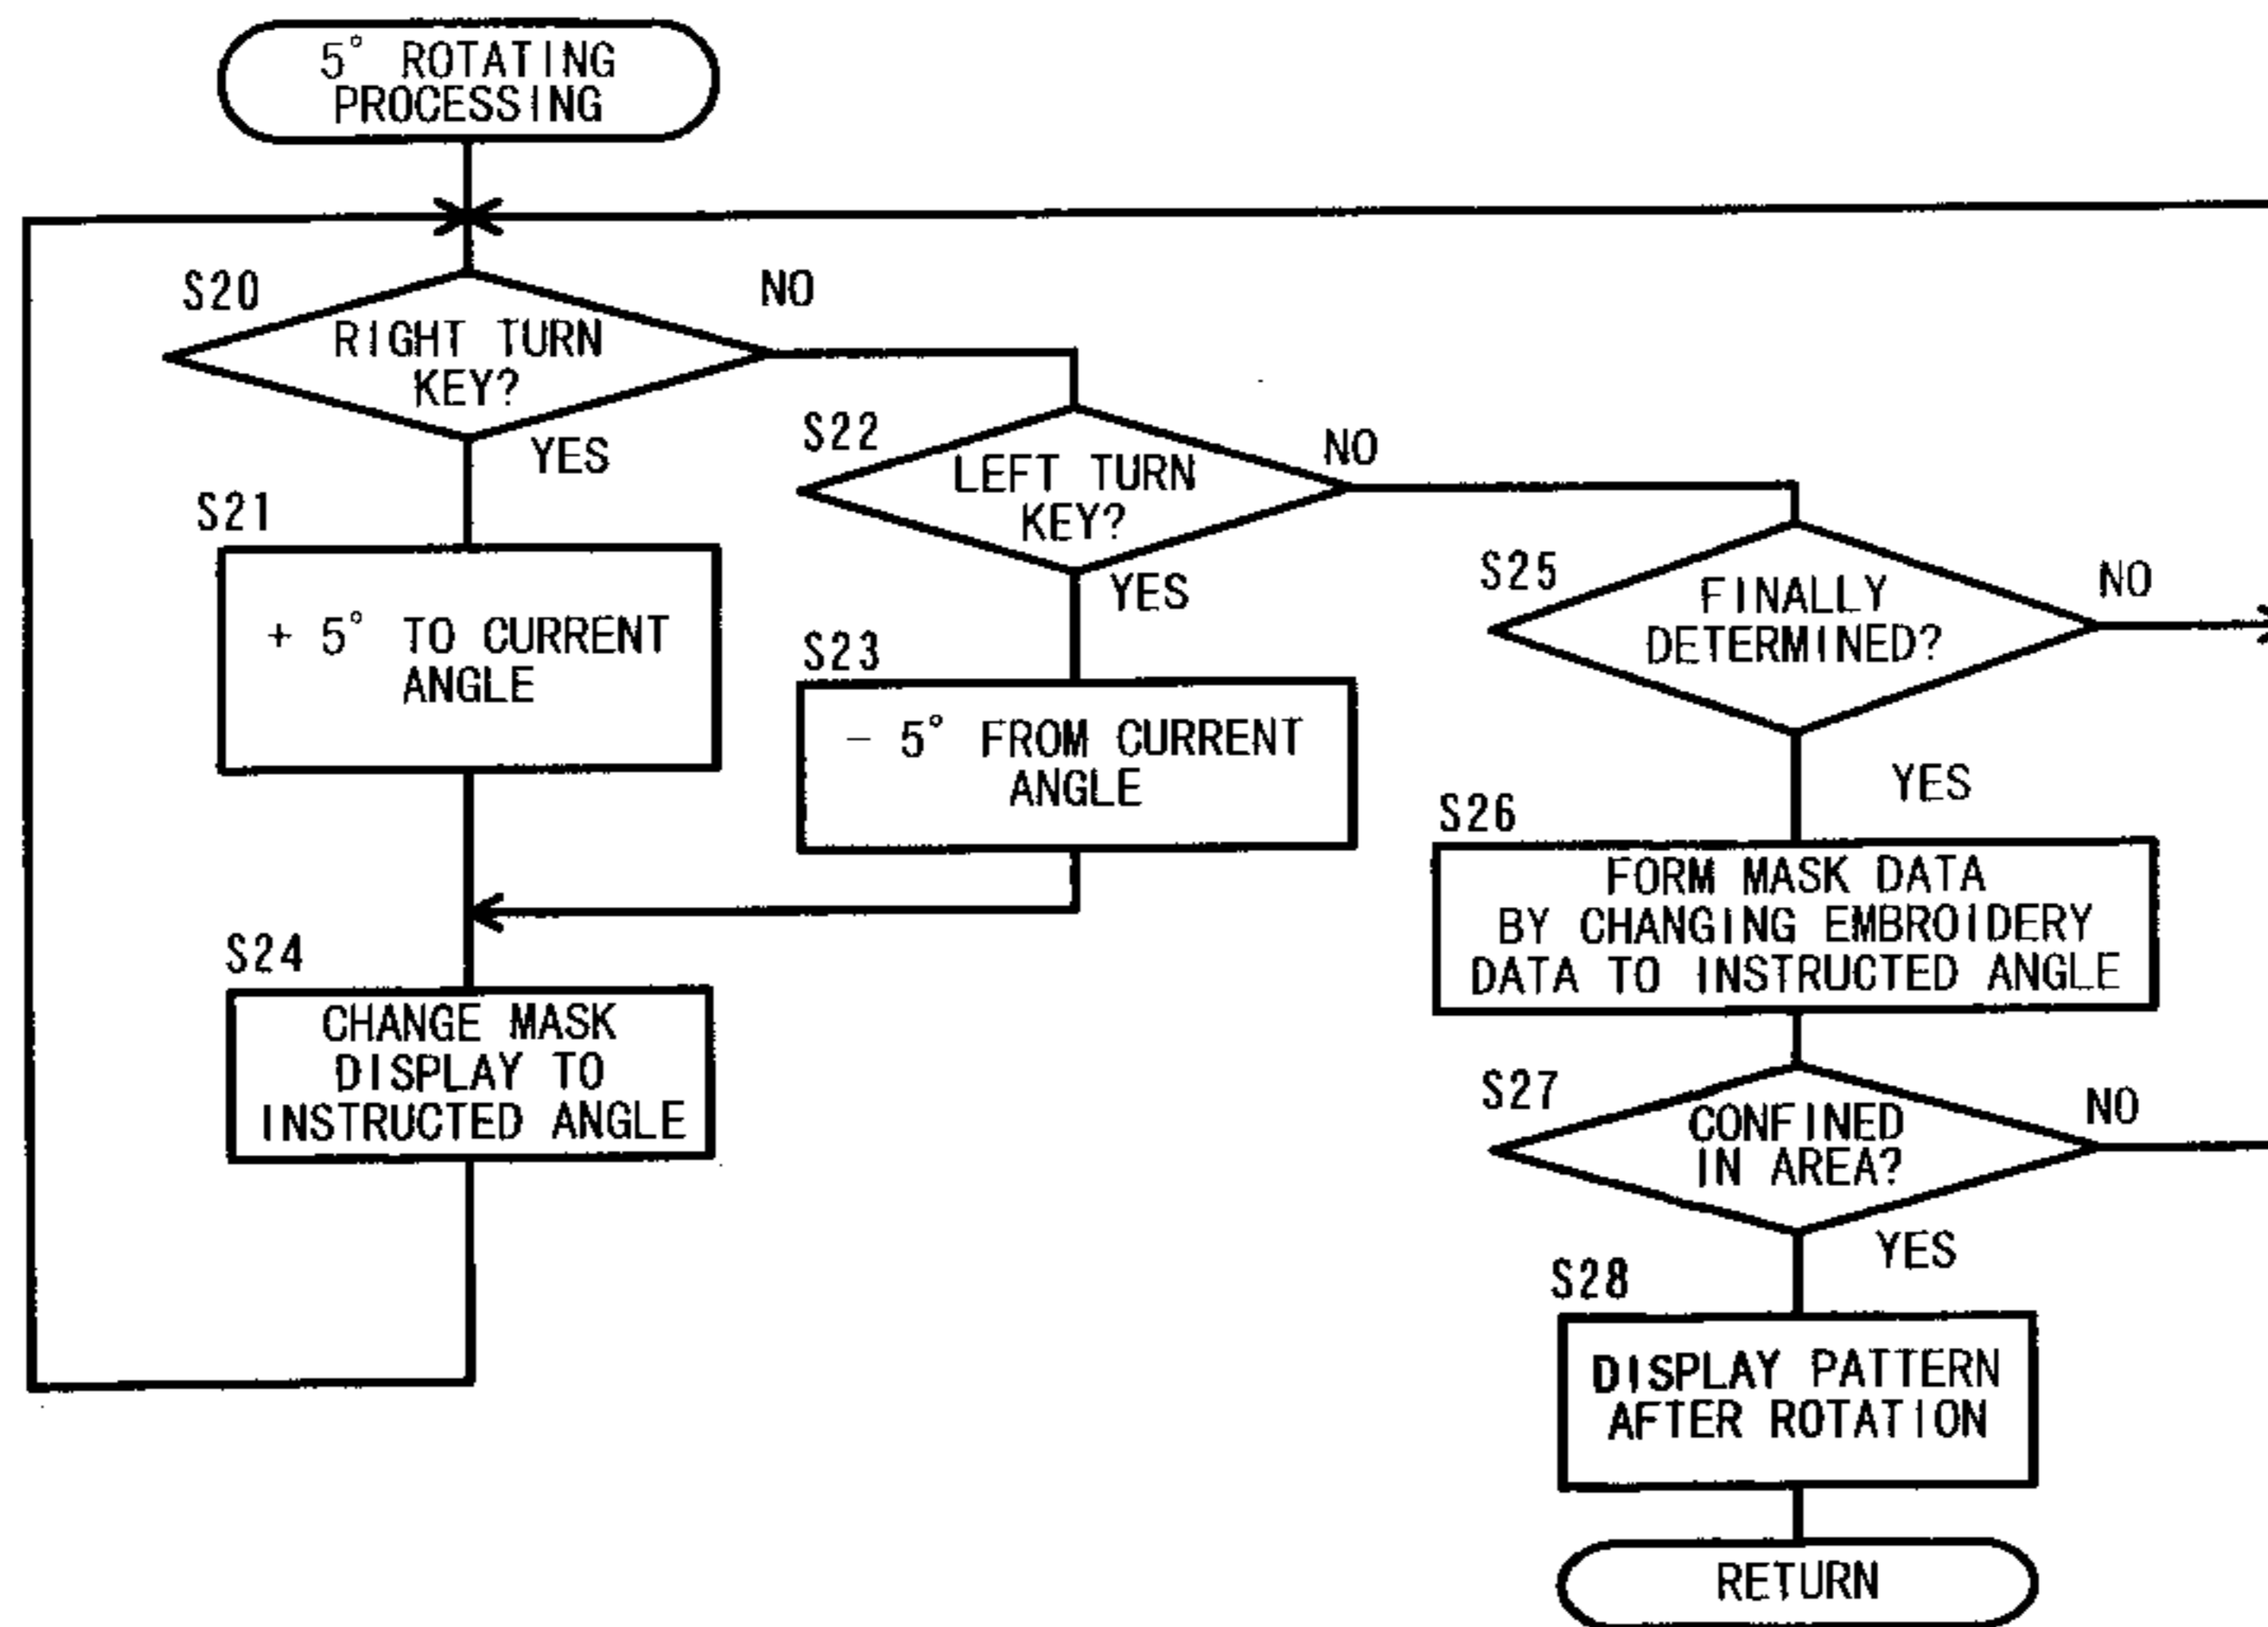 5° ROTATING
PROCESSING
S20
NO
RIGHT TURN
KEY?
YES
S21
+ 5° TO CURRENT
ANGLE
S22
NO
LEFT TURN
KEY?
YES
S23
- 5° FROM CURRENT
ANGLE
S24
CHANGE MASK
DISPLAY TO
INSTRUCTED ANGLE
S25
NO
FINALLY
DETERMINED?
YES
S26
FORM MASK DATA
BY CHANGING EMBROIDERY
DATA TO INSTRUCTED ANGLE
S27
NO
CONFINED
IN AREA?
YES
S28
DISPLAY PATTERN
AFTER ROTATION
RETURN